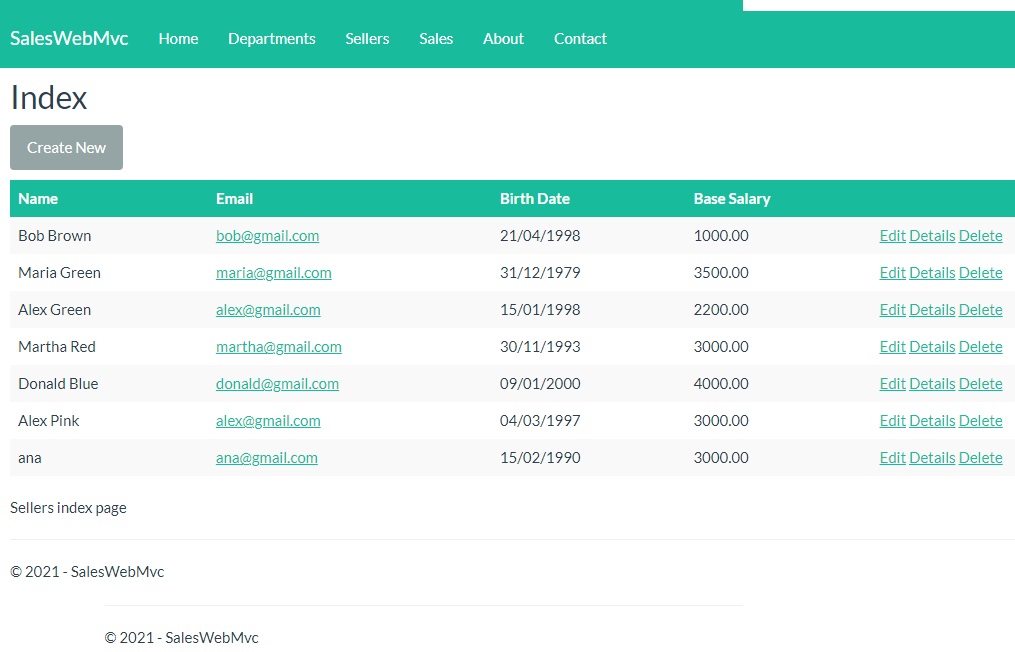 SalesWebMvc Home Departments Sellers Sales About Contact
Index
Create New
Name Email Birth Date Base Salary
Bob Brown bob@gmail.com 21/04/1998 1000.00 Edit Details Delete
Maria Green maria@gmail.com 31/12/1979 3500.00 Edit Details Delete
Alex Green alex@gmail.com 15/01/1998 2200.00 Edit Details Delete
Martha Red martha@gmail.com 30/11/1993 3000.00 Edit Details Delete
Donald Blue donald@gmail.com 09/01/2000 4000.00 Edit Details Delete
Alex Pink alex@gmail.com 04/03/1997 3000.00 Edit Details Delete
ana ana@gmail.com 15/02/1990 3000.00 Edit Details Delete
Sellers index page
© 2021 - SalesWebMvc
© 2021 - SalesWebMvc